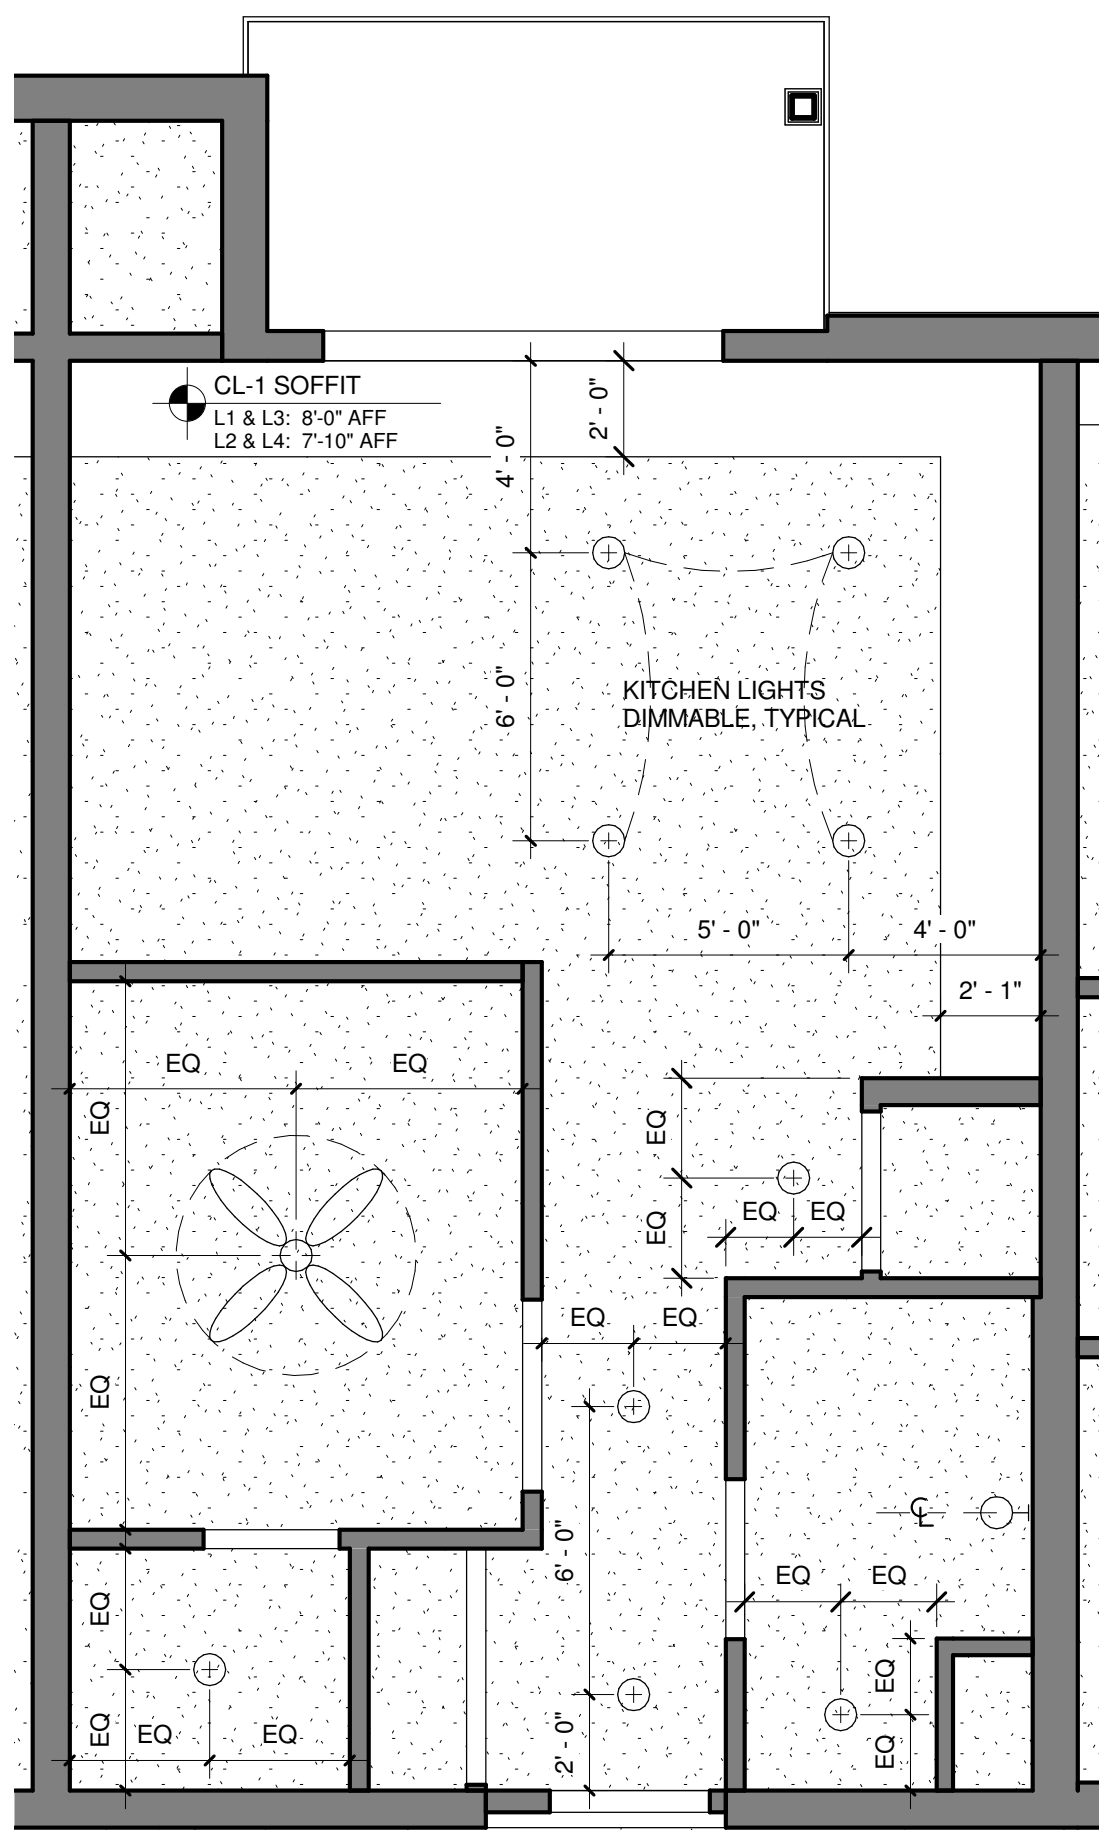 CL-1 SOFFIT
L1 & L3: 8'-0" AFF
L2 & L4: 7'-10" AFF
2' - 0"
4' - 0"
6' - 0"
KITCHEN LIGHTS
DIMMABLE, TYPICAL
5' - 0"
4' - 0"
2' - 1"
EQ
EQ
EQ
EQ
EQ
EQ
EQ
EQ
EQ
EQ
EQ
6' - 0"
CL
EQ
EQ
EQ
EQ
EQ
EQ
EQ
2' - 0"
EQ